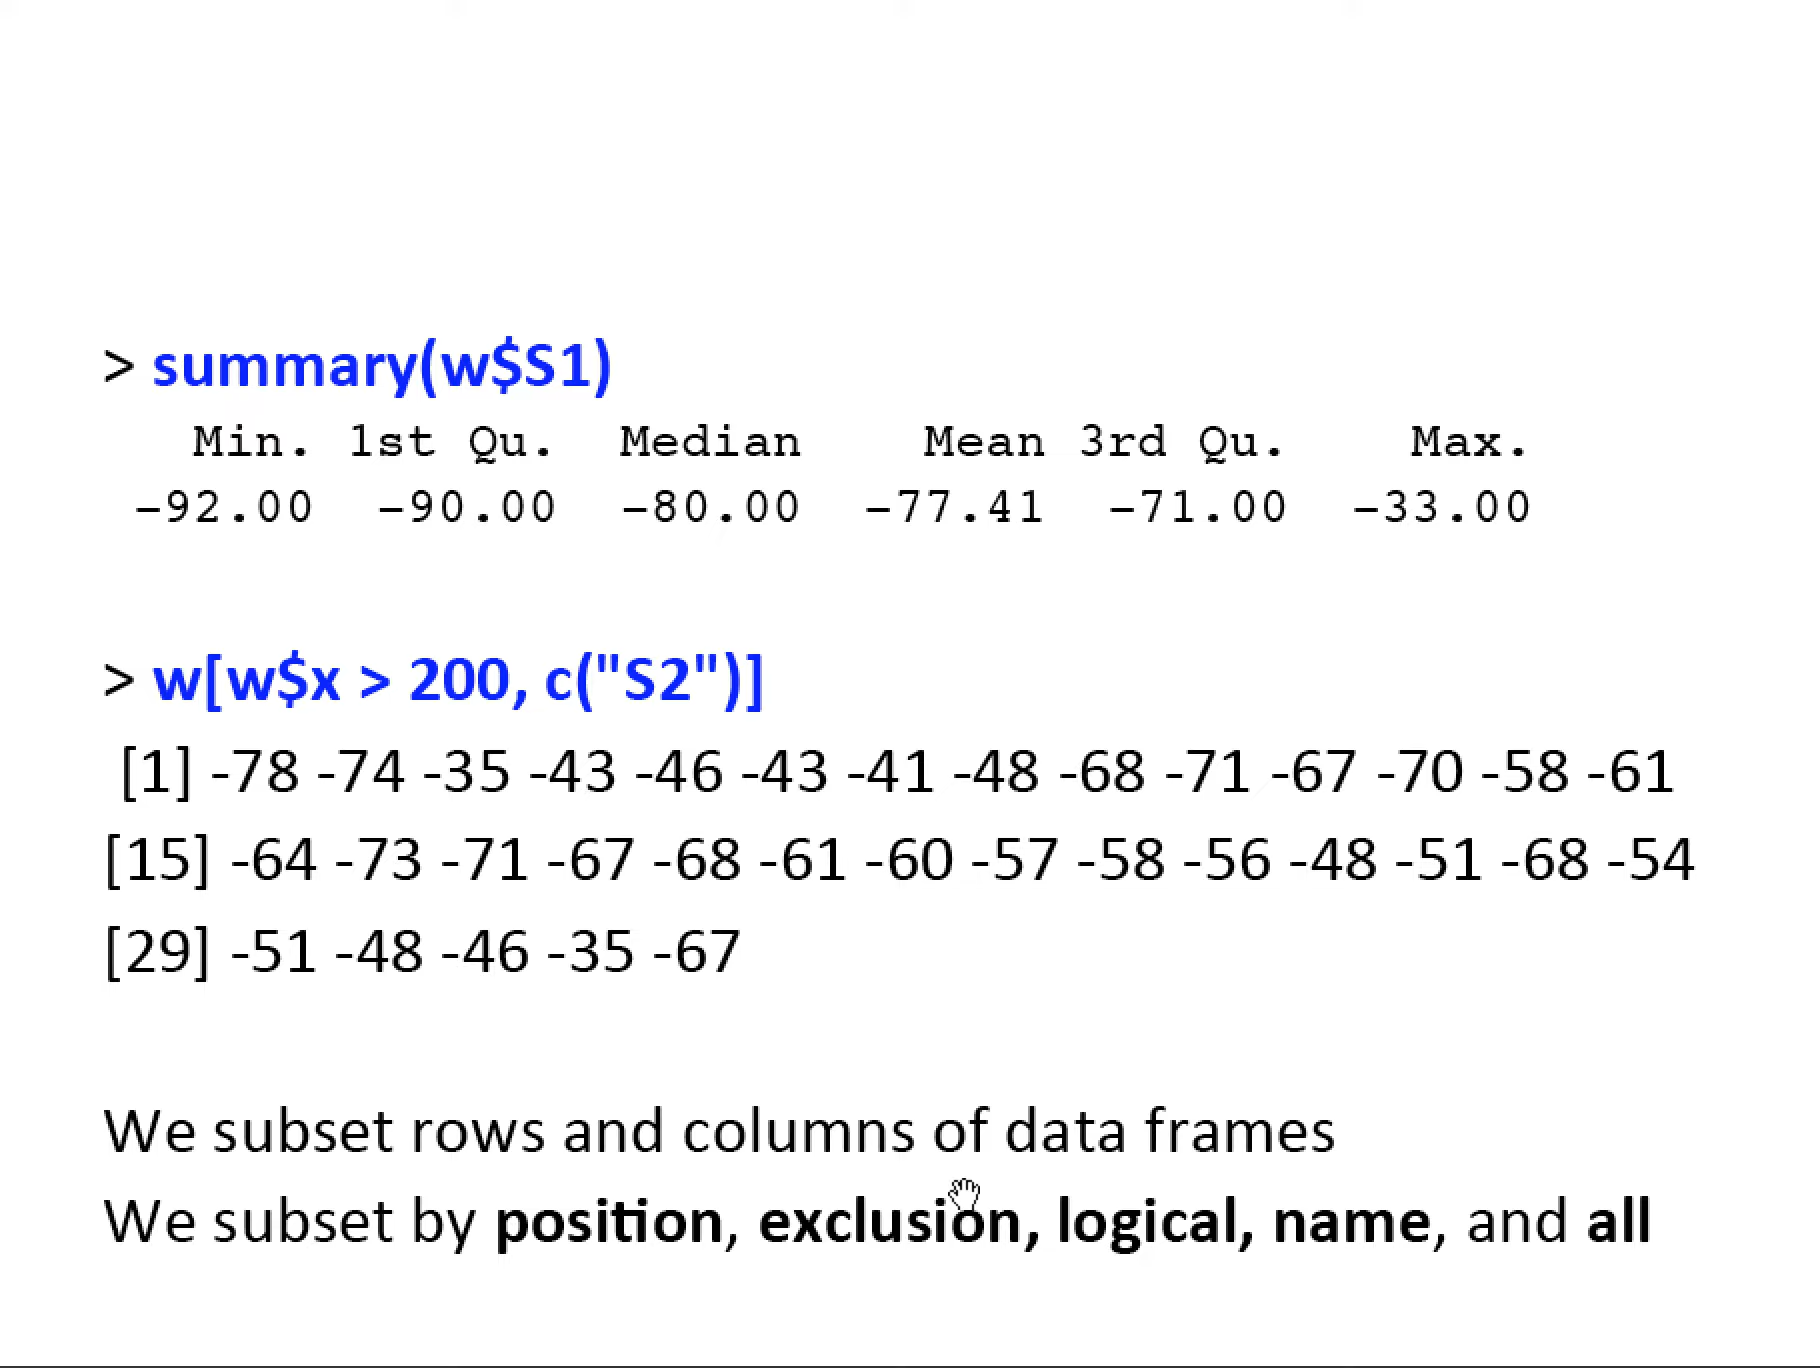 > summary(w$S1)
Min. 1st Qu. Median Mean 3rd Qu. Max.
-92.00 -90.00 -80.00 -77.41 -71.00 -33.00
> w[w$x > 200, c("S2")]
[1] -78 -74 -35 -43 -46 -43 -41 -48 -68 -71 -67 -70 -58 -61
[15] -64 -73 -71 -67 -68 -61 -60 -57 -58 -56 -48 -51 -68 -54
[29] -51 -48 -46 -35 -67
We subset rows and columns of data frames
We subset by position, exclusion, logical, name, and all